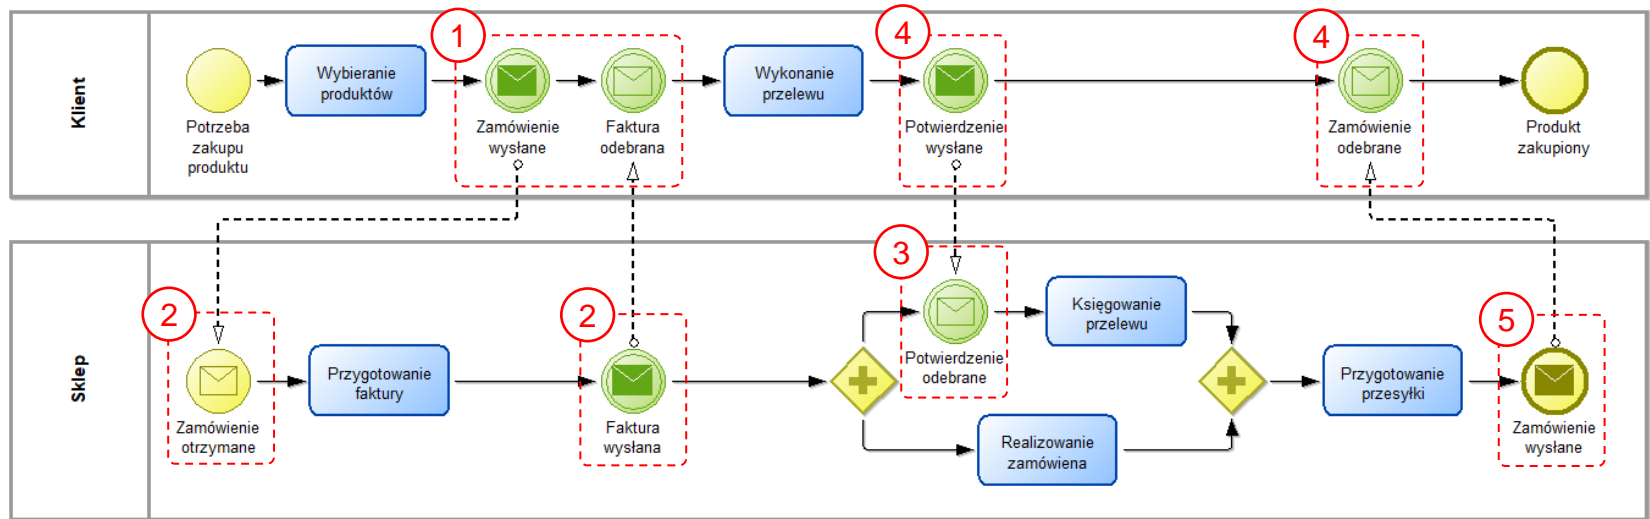 Klient
Potrzeba
zakupu
produktu
Wybieranie
produktów
1
Zamówienie
wysłane
Faktura
odebrana
Wykonanie
przelewu
4
Potwierdzenie
wysłane
4
Zamówienie
odebrane
Produkt
zakupiony
Sklep
2
Zamówienie
otrzymane
Przygotowanie
faktury
2
Faktura
wysłana
3
Potwierdzenie
odebrane
Księgowanie
przelewu
Realizowanie
zamówiena
Przygotowanie
przesyłki
5
Zamówienie
wysłane